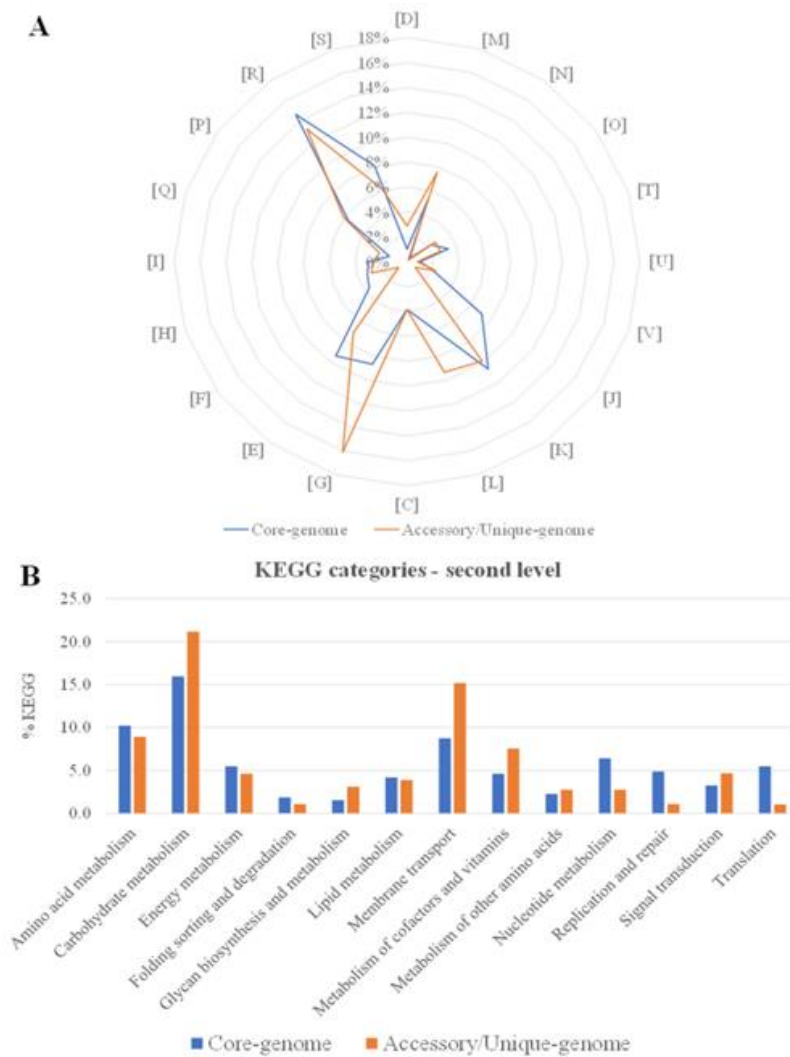 A
[D]
[S]
[M]
18%
16%
[R]
[N]
14%
12%
[P]
[O]
10%
8%
[Q]
[T]
6%
4%
2%
[I]
0%
[U]
[H]
[V]
[F]
[J]
[E]
[K]
[G]
[L]
[C]
Core-genome
Accessory/Unique-genome
B
KEGG categories - second level
25.0
20.0
15.0
10.0
5.0
0.0
% KEGG
Amino acid metabolism
Carbohydrate metabolism
Energy metabolism
Folding sorting and degradation
Glycan biosynthesis and metabolism
Lipid metabolism
Membrane transport
Metabolism of cofactors and vitamins
Metabolism of other amino acids
Nucleotide metabolism
Replication and repair
Signal transduction
Translation
Core-genome
Accessory/Unique-genome